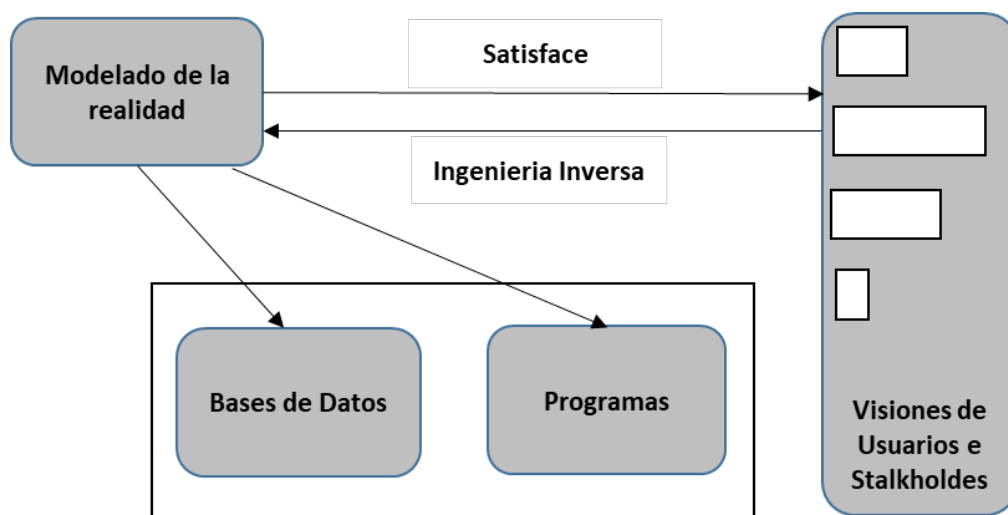 Modelado de la
realidad
Satisface
Ingenieria Inversa
Bases de Datos
Programas
Visiones de
Usuarios e
Stalkholdes